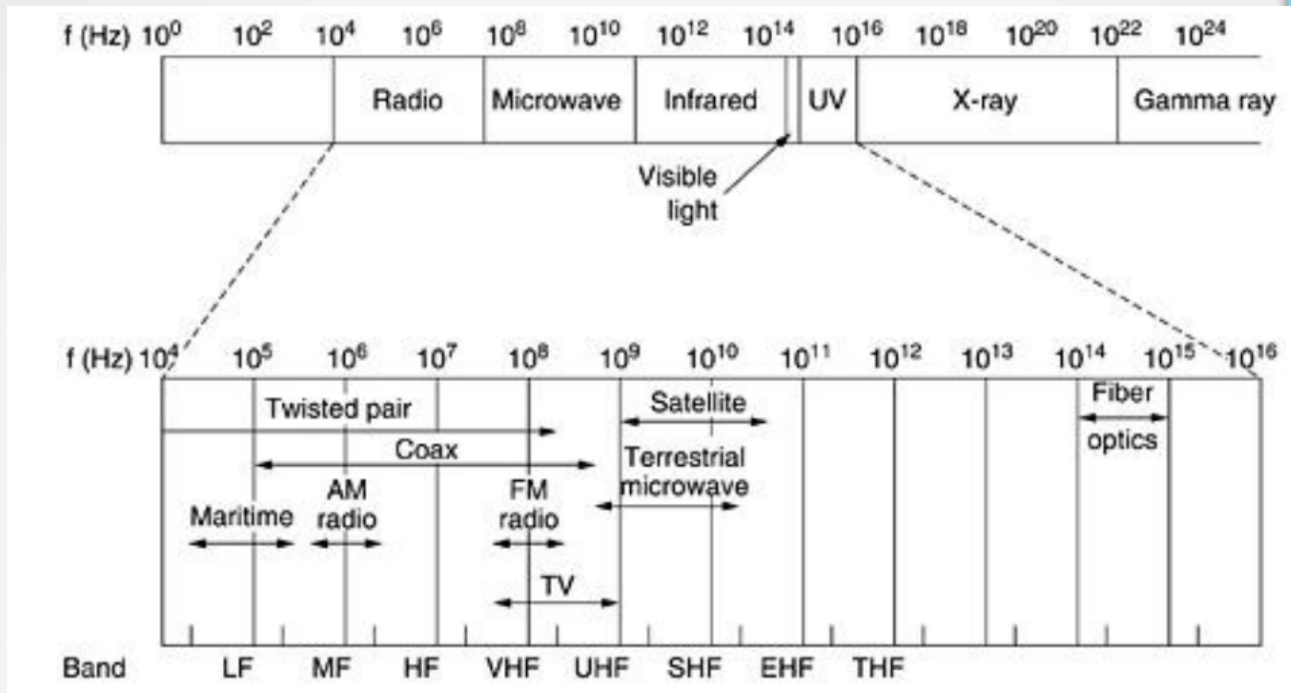 f (Hz) 10⁰ 10² 10⁴ 10⁶ 10⁸ 10¹⁰ 10¹² 10¹⁴ 10¹⁶ 10¹⁸ 10²⁰ 10²² 10²⁴
Radio Microwave Infrared UV X-ray Gamma ray
Visible
light
f (Hz) 10⁴ 10⁵ 10⁶ 10⁷ 10⁸ 10⁹ 10¹⁰ 10¹¹ 10¹² 10¹³ 10¹⁴ 10¹⁵ 10¹⁶
Twisted pair
Coax
Satellite
Fiber
optics
Maritime
AM
radio
FM
radio
Terrestrial
microwave
TV
Band LF MF HF VHF UHF SHF EHF THF